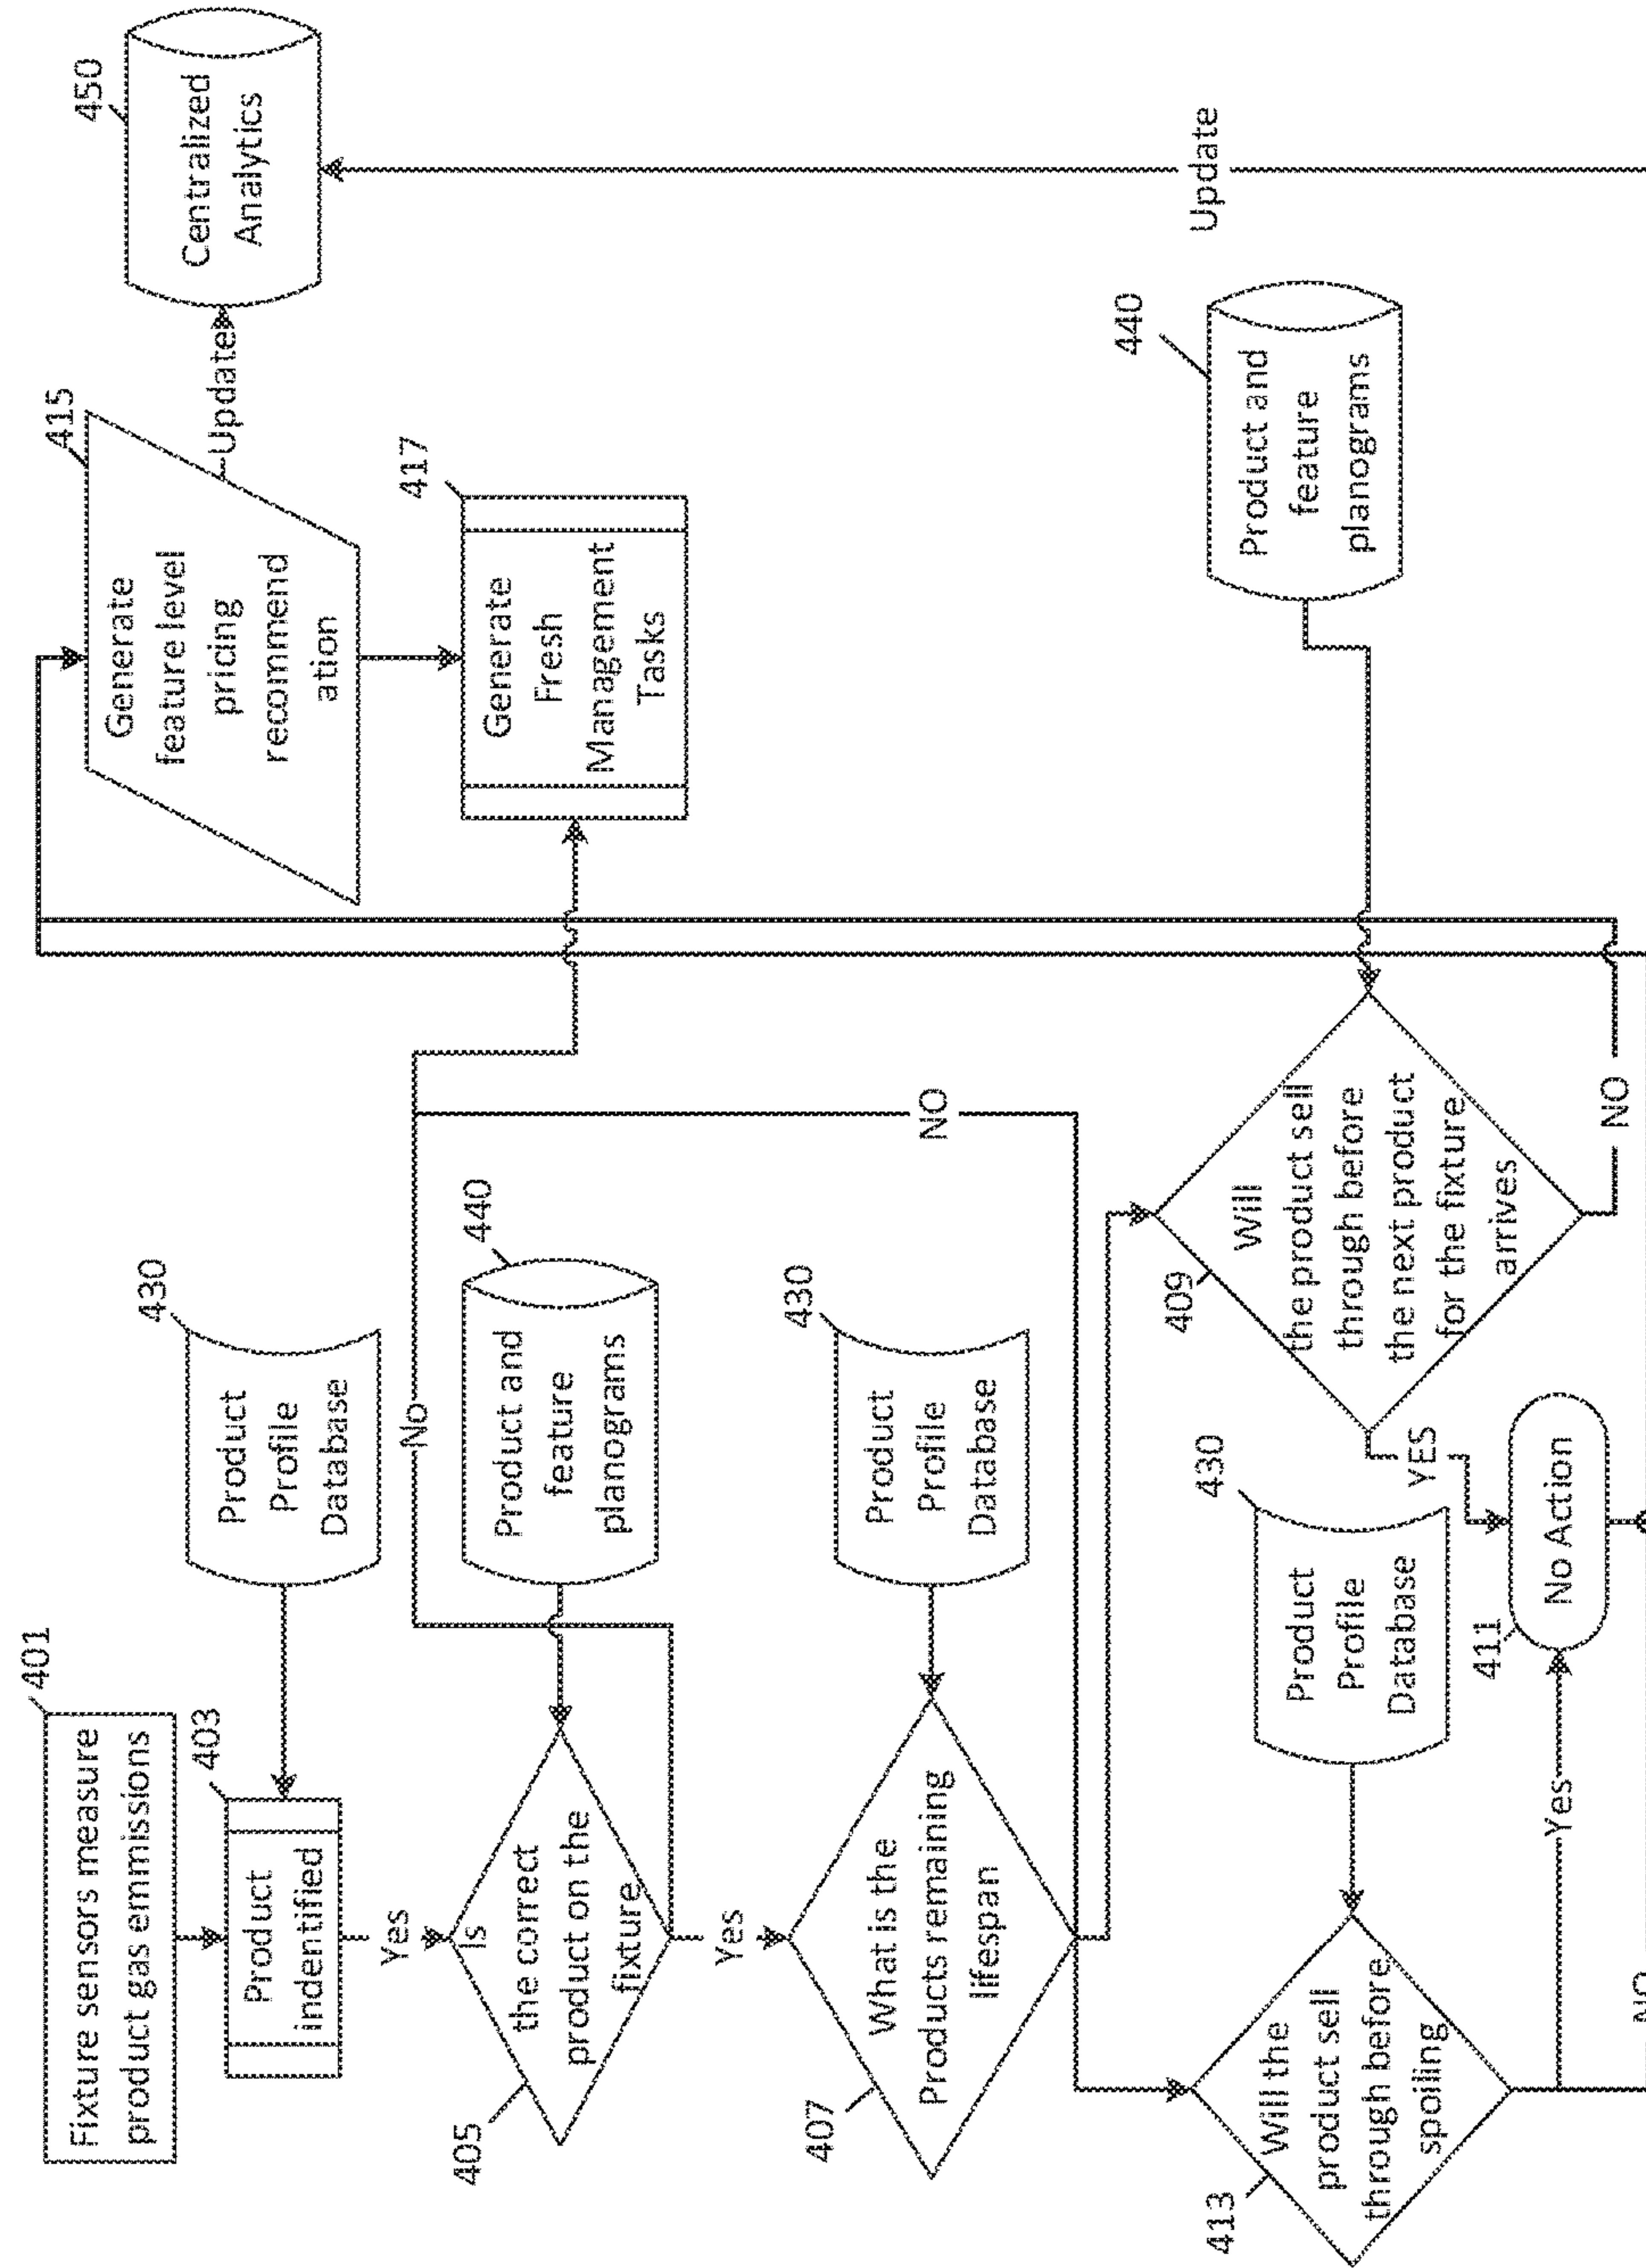 401
Fixture sensors measure
product gas emmissions
403
Product
indentified
430
Product
Profile
Database
Yes
405
Is
the correct
product on the
fixture
440
Product and
feature
planograms
No
Yes
407
What is the
Products remaining
lifespan
430
Product
Profile
Database
NO
413
Will the
product sell
through before
spoiling
430
Product
Profile
Database
Yes
NO
411
No Action
YES
409
Will
the product sell
through before
the next product
for the fixture
arrives
NO
440
Product and
feature
planograms
415
Generate
feature level
pricing
recommend
ation
Update
450
Centralized
Analytics
417
Generate
Fresh
Management
Tasks
Update